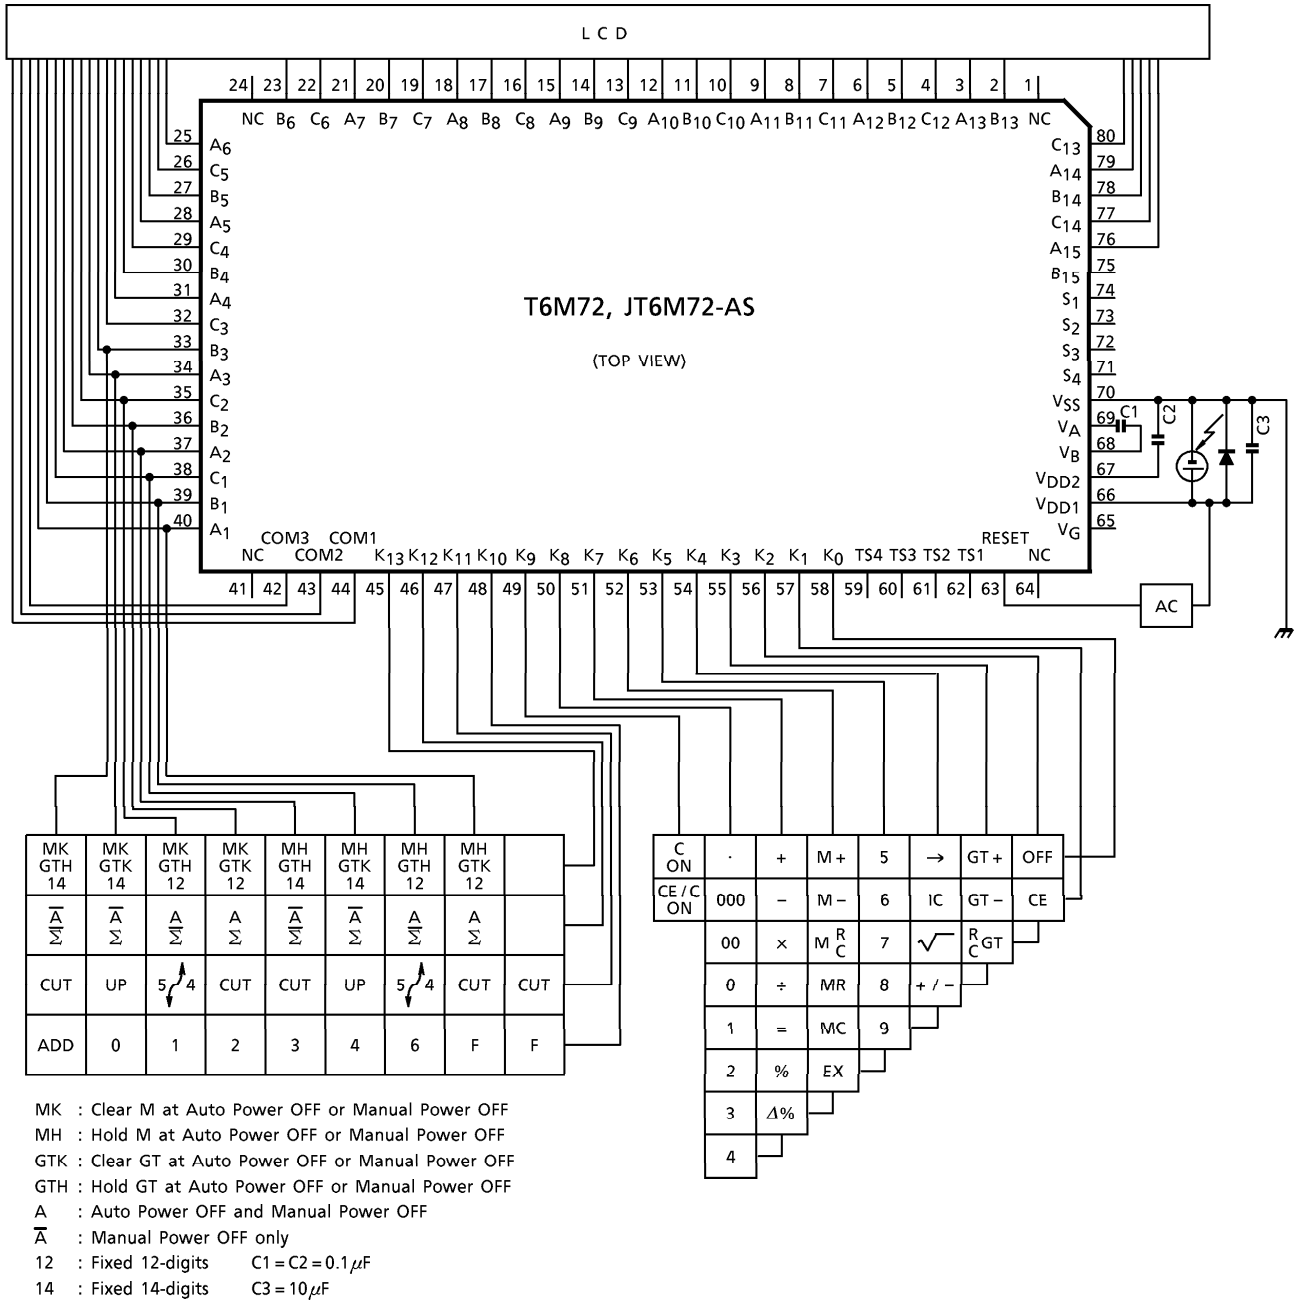 LCD
24 23 22 21 20 19 18 17 16 15 14 13 12 11 10 9 8 7 6 5 4 3 2 1
NC B6 C6 A7 B7 C7 A8 B8 C8 A9 B9 C9 A10 B10 C10 A11 B11 C11 A12 B12 C12 A13 B13 NC
25 A6 C13 80
26 C5 A14 79
27 B5 B14 78
28 A5 C14 77
29 C4 A15 76
30 B4 B15 75
31 A4 S1 74
32 C3 S2 73
33 B3 S3 72
34 A3 S4 71
35 C2 VSS 70
36 B2 VA 69
37 A2 VB 68
38 C1 VDD2 67
39 B1 VDD1 66
40 A1 VG 65
T6M72, JT6M72-AS
(TOP VIEW)
C1 C2 C3
COM3 COM1 RESET
NC COM2 K13 K12 K11 K10 K9 K8 K7 K6 K5 K4 K3 K2 K1 K0 TS4 TS3 TS2 TS1 NC
41 42 43 44 45 46 47 48 49 50 51 52 53 54 55 56 57 58 59 60 61 62 63 64
AC
MK MK MK MK MH MH MH MH
GTH GTK GTH GTK GTH GTK GTH GTK
14 14 12 12 14 14 12 12
A̅ A̅ A A A̅ A̅ A A
Σ̅ Σ Σ̅ Σ Σ̅ Σ Σ̅ Σ
CUT UP 5 4 CUT CUT UP 5 4 CUT CUT
ADD 0 1 2 3 4 6 F F
C
ON · + M+ 5 → GT+ OFF
CE/C
ON 000 − M− 6 IC GT− CE
00 × M R C 7 √ R C GT
0 ÷ MR 8 +/−
1 = MC 9
2 % EX
3 Δ%
4
MK : Clear M at Auto Power OFF or Manual Power OFF
MH : Hold M at Auto Power OFF or Manual Power OFF
GTK : Clear GT at Auto Power OFF or Manual Power OFF
GTH : Hold GT at Auto Power OFF or Manual Power OFF
A : Auto Power OFF and Manual Power OFF
A̅ : Manual Power OFF only
12 : Fixed 12-digits C1=C2=0.1μF
14 : Fixed 14-digits C3=10μF